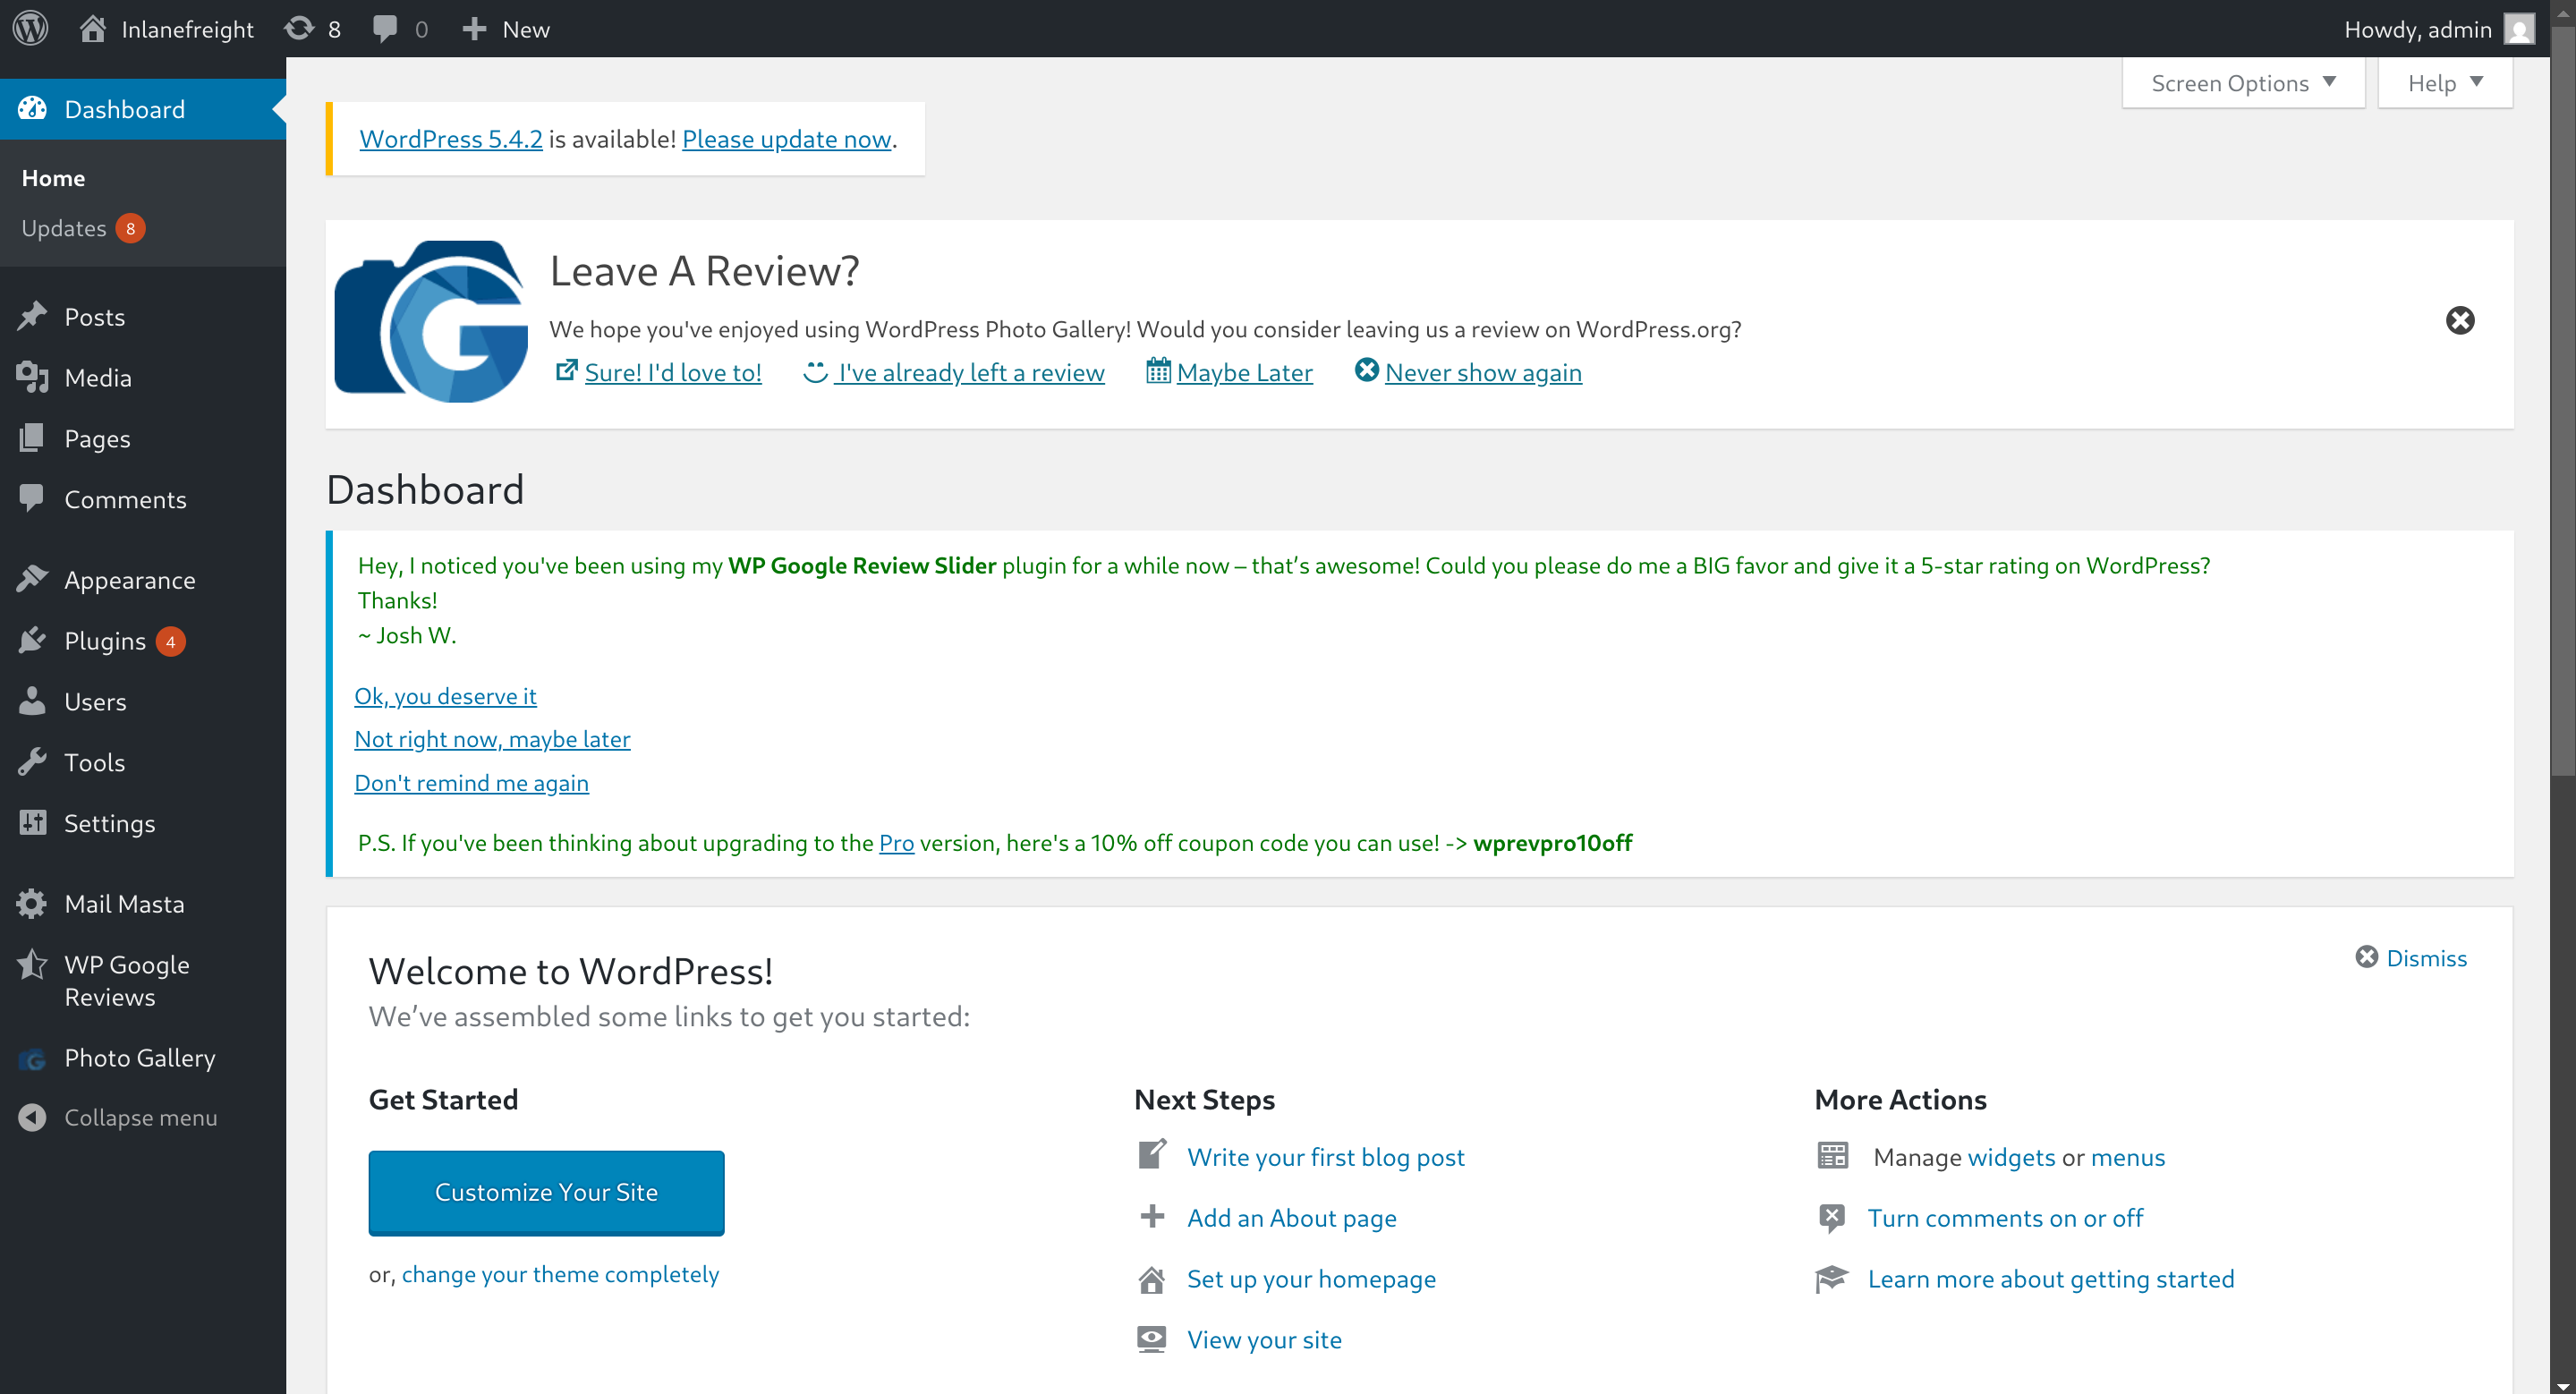 Inlanefreight 8 0 New Howdy, admin
Screen Options Help
Dashboard
Home
Updates 8
Posts
Media
Pages
Comments
Appearance
Plugins 4
Users
Tools
Settings
Mail Masta
WP Google
Reviews
Photo Gallery
Collapse menu
WordPress 5.4.2 is available! Please update now.
Leave A Review?
We hope you've enjoyed using WordPress Photo Gallery! Would you consider leaving us a review on WordPress.org?
Sure! I'd love to! I've already left a review Maybe Later Never show again
Dashboard
Hey, I noticed you've been using my WP Google Review Slider plugin for a while now – that’s awesome! Could you please do me a BIG favor and give it a 5-star rating on WordPress?
Thanks!
~ Josh W.
Ok, you deserve it
Not right now, maybe later
Don't remind me again
P.S. If you've been thinking about upgrading to the Pro version, here's a 10% off coupon code you can use! -> wprevpro10off
Welcome to WordPress!
Dismiss
We’ve assembled some links to get you started:
Get Started
Customize Your Site
or, change your theme completely
Next Steps
Write your first blog post
Add an About page
Set up your homepage
View your site
More Actions
Manage widgets or menus
Turn comments on or off
Learn more about getting started